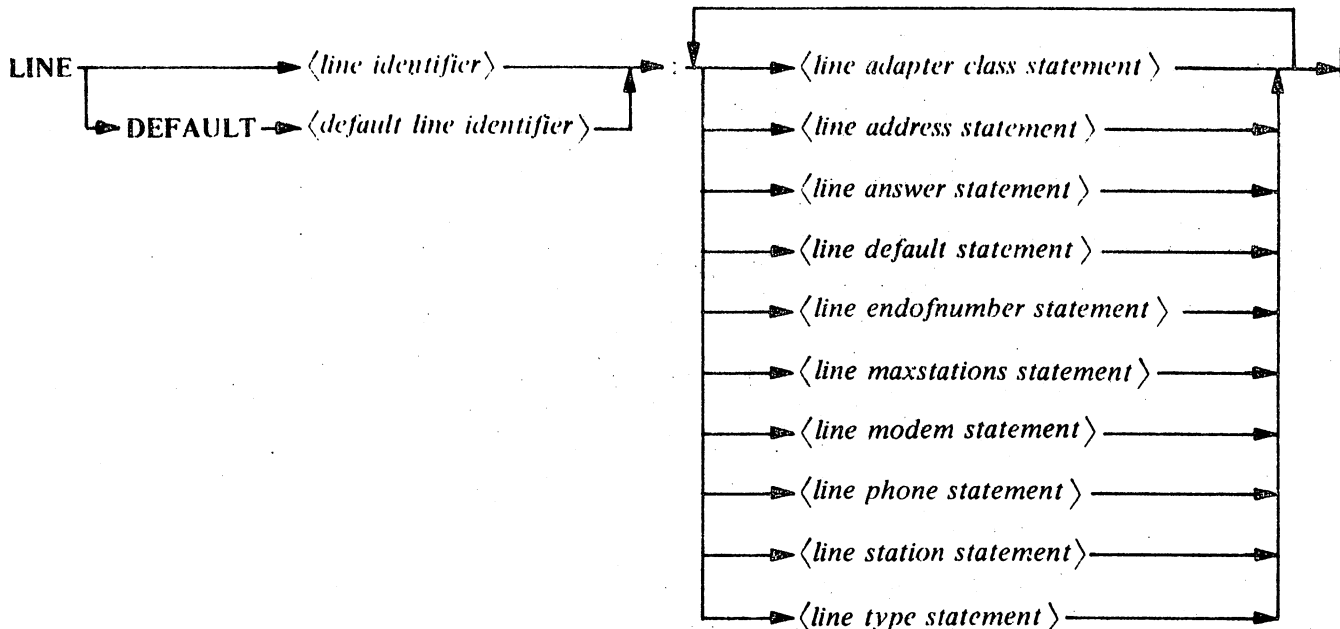 LINE ⟨line identifier⟩ : ⟨line adapter class statement⟩
DEFAULT ⟨default line identifier⟩ ⟨line address statement⟩
⟨line answer statement⟩
⟨line default statement⟩
⟨line endofnumber statement⟩
⟨line maxstations statement⟩
⟨line modem statement⟩
⟨line phone statement⟩
⟨line station statement⟩
⟨line type statement⟩